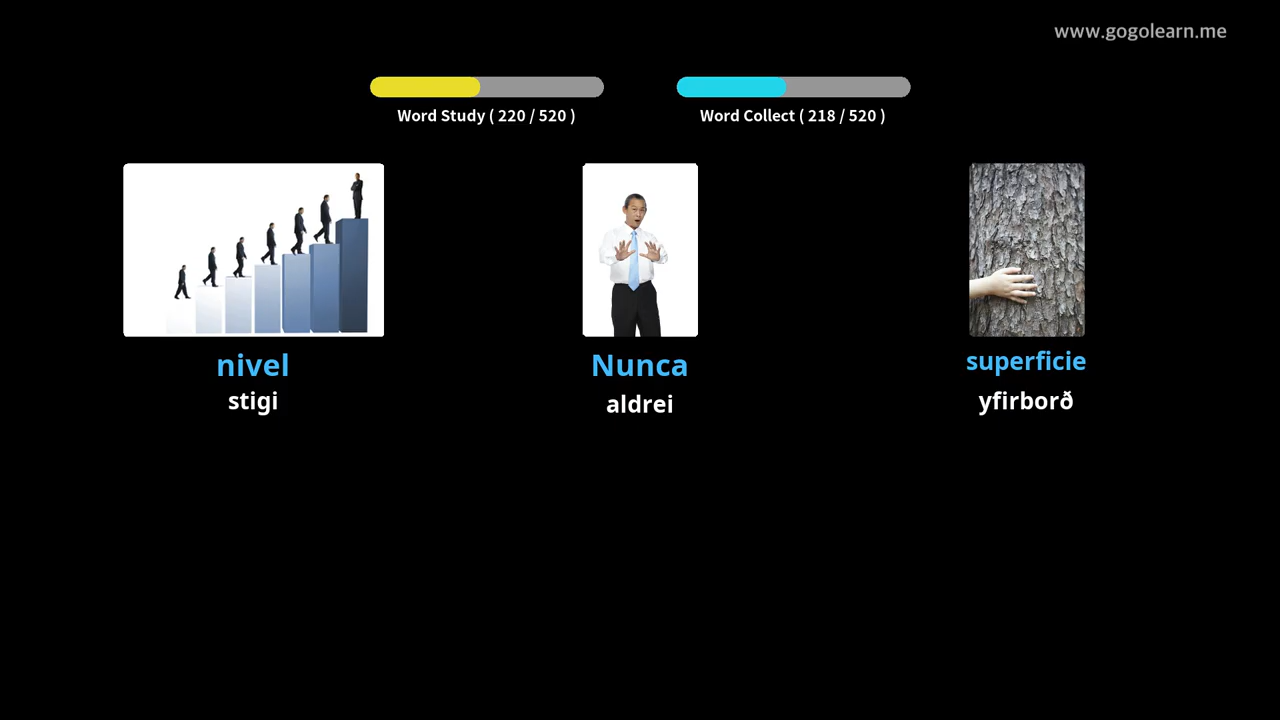 www.gogolearn.me
Word Study ( 220 / 520 )
Word Collect ( 218 / 520 )
nivel
stigi
Nunca
aldrei
superficie
yfirborð